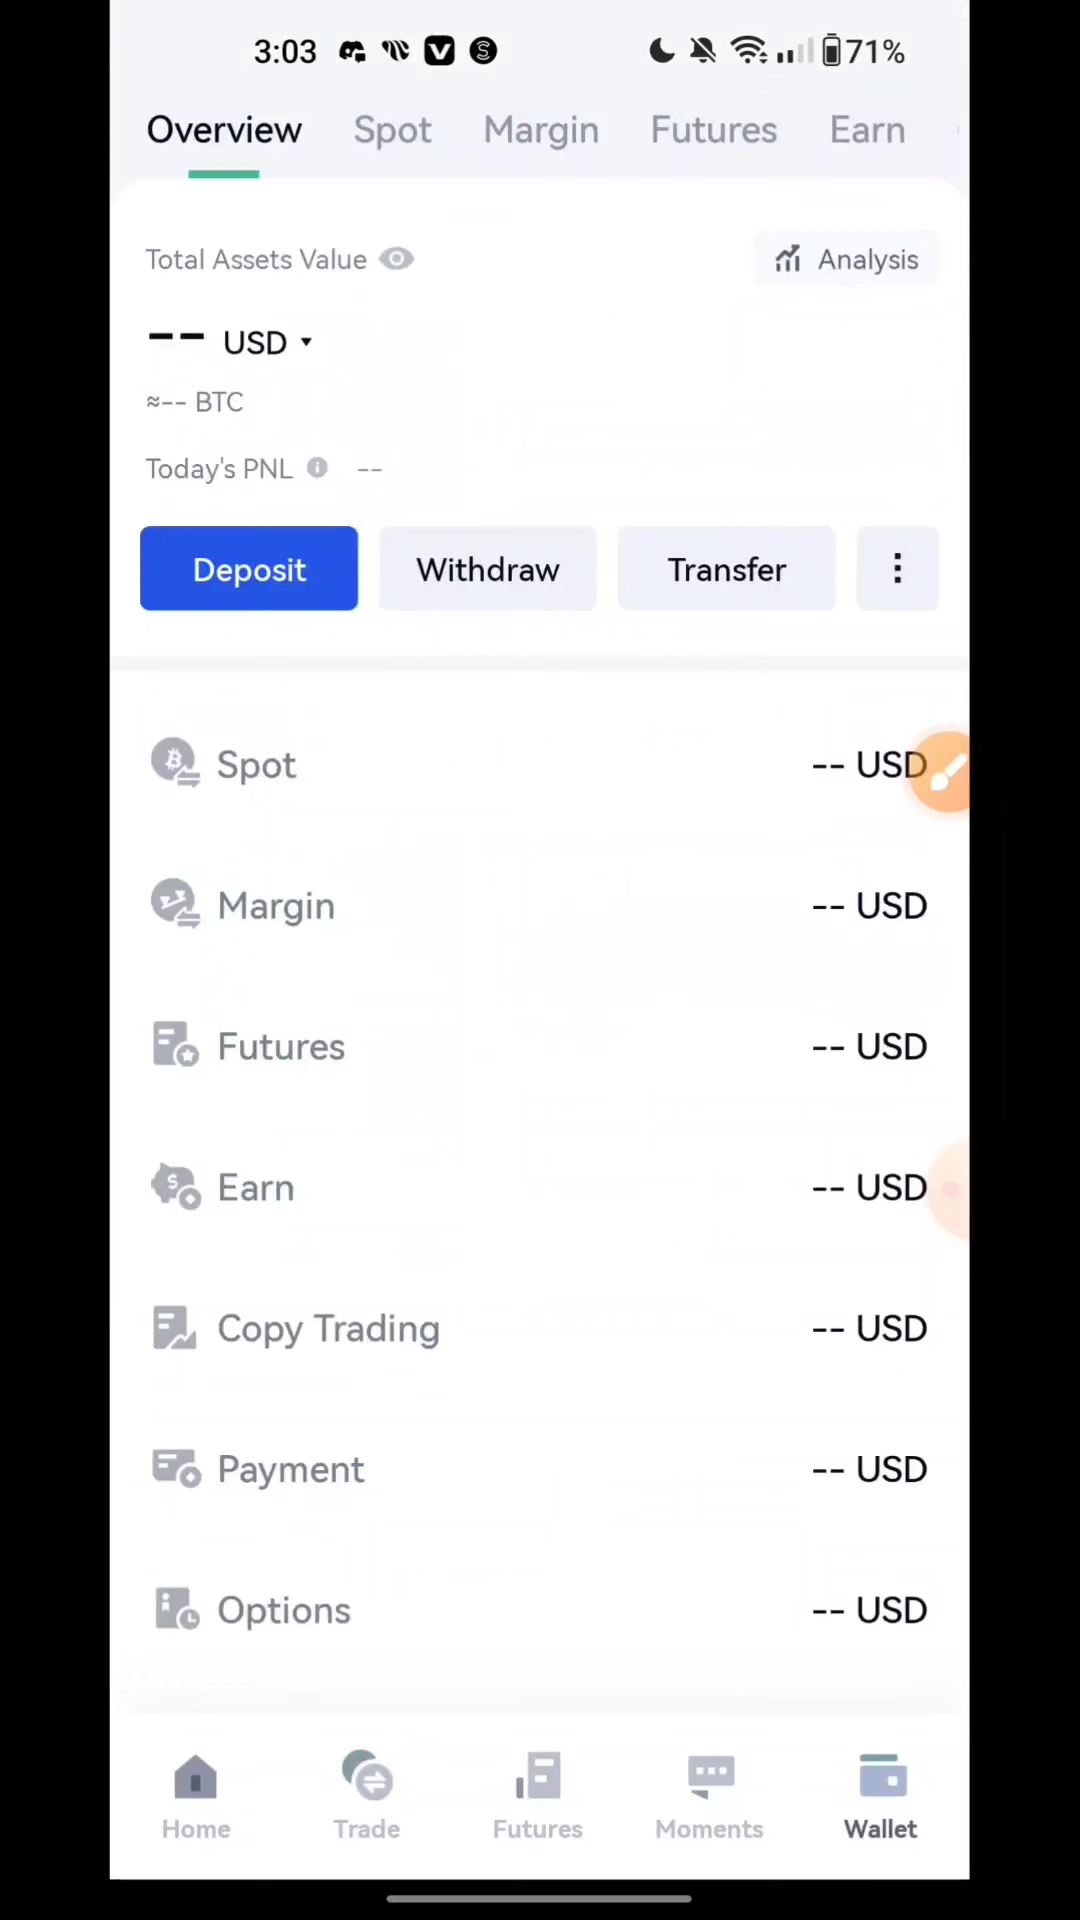 3:03 71%
Overview Spot Margin Futures Earn
Total Assets Value Analysis
-- USD
≈-- BTC
Today's PNL --
Deposit Withdraw Transfer
Spot -- USD
Margin -- USD
Futures -- USD
Earn -- USD
Copy Trading -- USD
Payment -- USD
Options -- USD
Home Trade Futures Moments Wallet